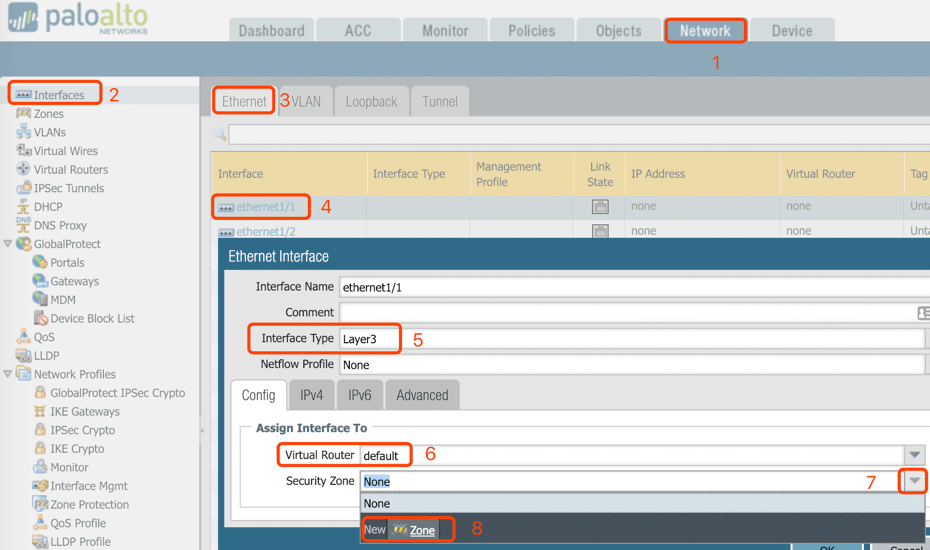 paloalto
NETWORKS
Dashboard ACC Monitor Policies Objects Network Device
1
Interfaces 2
Zones
VLANs
Virtual Wires
Virtual Routers
IPSec Tunnels
DHCP
DNS Proxy
GlobalProtect
Portals
Gateways
MDM
Device Block List
QoS
LLDP
Network Profiles
GlobalProtect IPSec Crypto
IKE Gateways
IPSec Crypto
IKE Crypto
Monitor
Interface Mgmt
Zone Protection
QoS Profile
LLDP Profile
Ethernet 3 VLAN Loopback Tunnel
Interface Interface Type Management Profile Link State IP Address Virtual Router Tag
ethernet1/1 4 none none Unta
ethernet1/2 none none Unta
Ethernet Interface
Interface Name ethernet1/1
Comment
Interface Type Layer3 5
Netflow Profile None
Config IPv4 IPv6 Advanced
Assign Interface To
Virtual Router default 6
Security Zone None 7
None
New Zone 8
OK Cancel